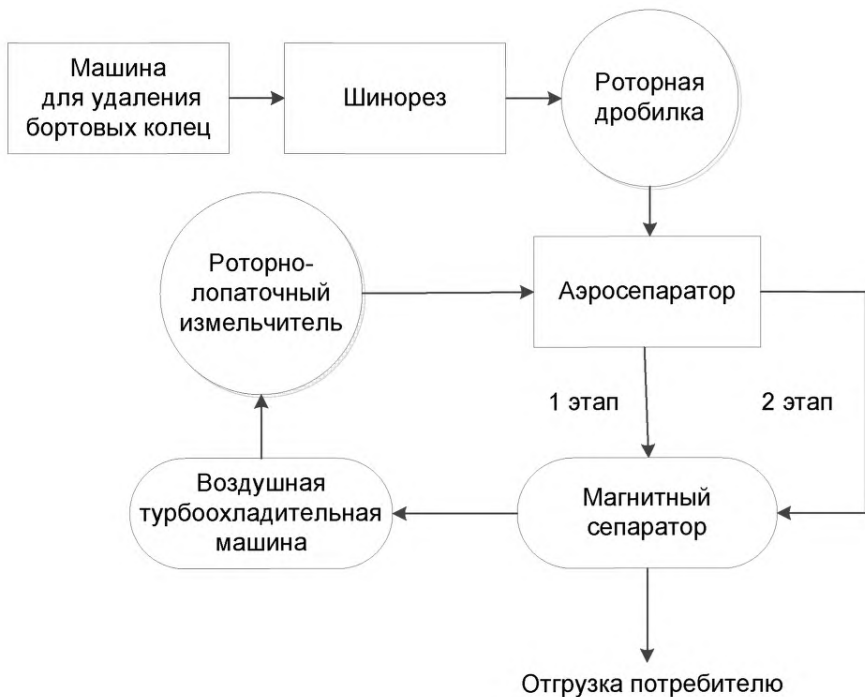 Машина
для удаления
бортовых колец
Шинорез
Роторная
дробилка
Роторно-
лопаточный
измельчитель
Аэросепаратор
1 этап
2 этап
Воздушная
турбоохладительная
машина
Магнитный
сепаратор
Отгрузка потребителю